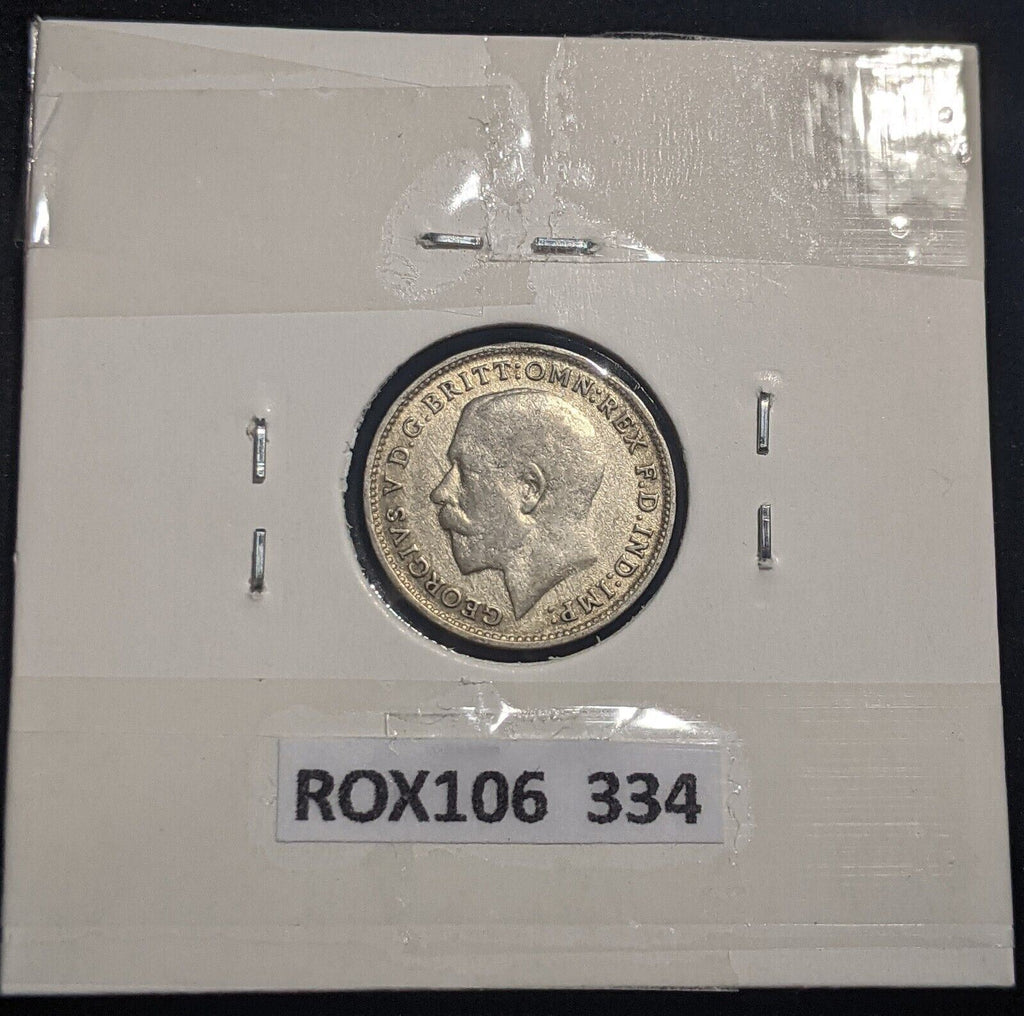 GEORGIVS V D.G.BRITT:OMN:REX F.D.IND:IMP:
ROX106 334